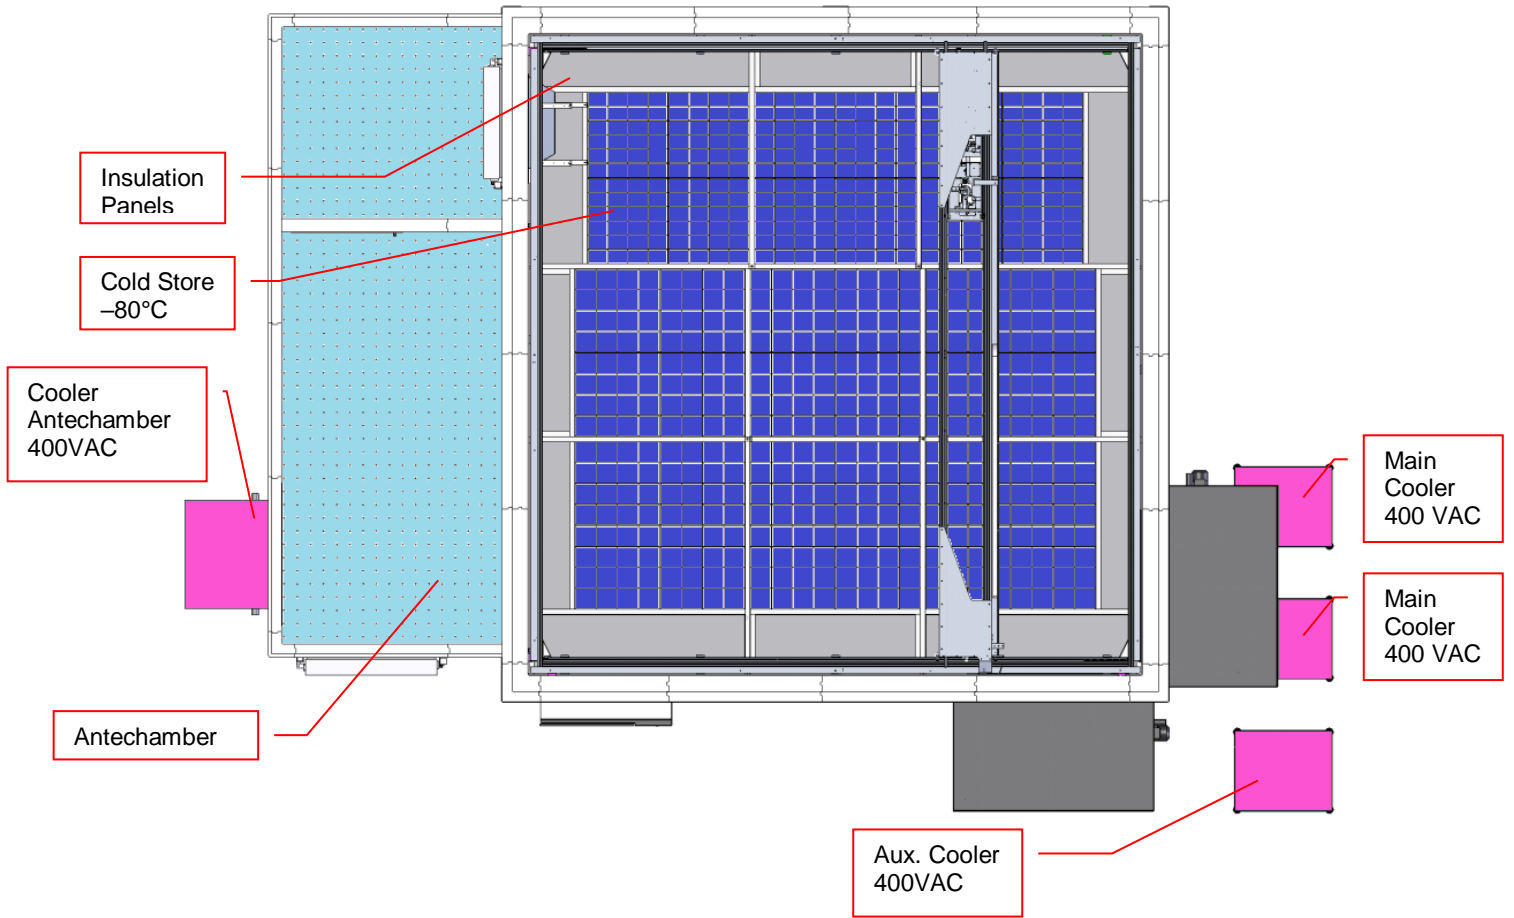 Insulation
Panels
Cold Store
–80°C
Cooler
Antechamber
400VAC
Antechamber
Main
Cooler
400 VAC
Main
Cooler
400 VAC
Aux. Cooler
400VAC